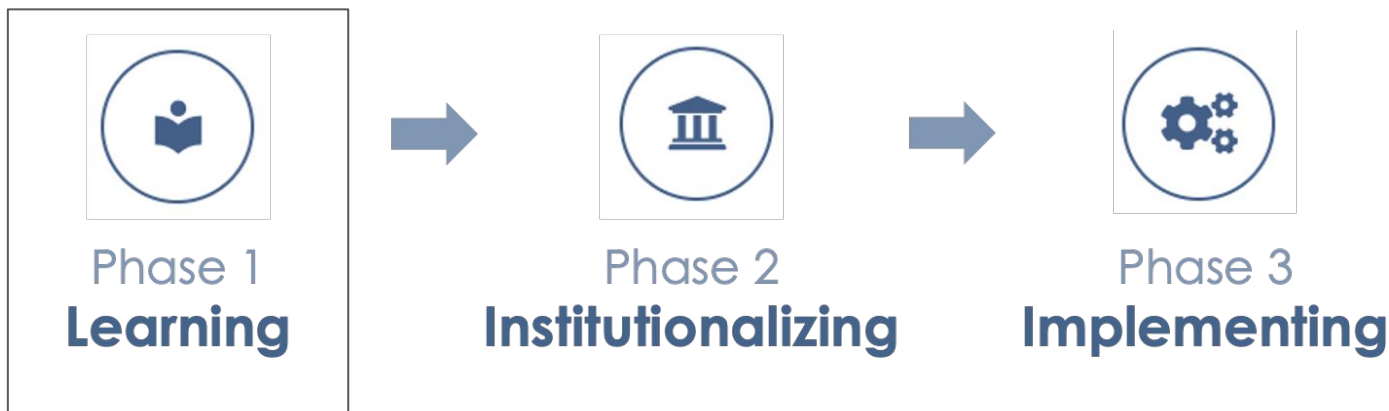 Phase 1
Learning
Phase 2
Institutionalizing
Phase 3
Implementing